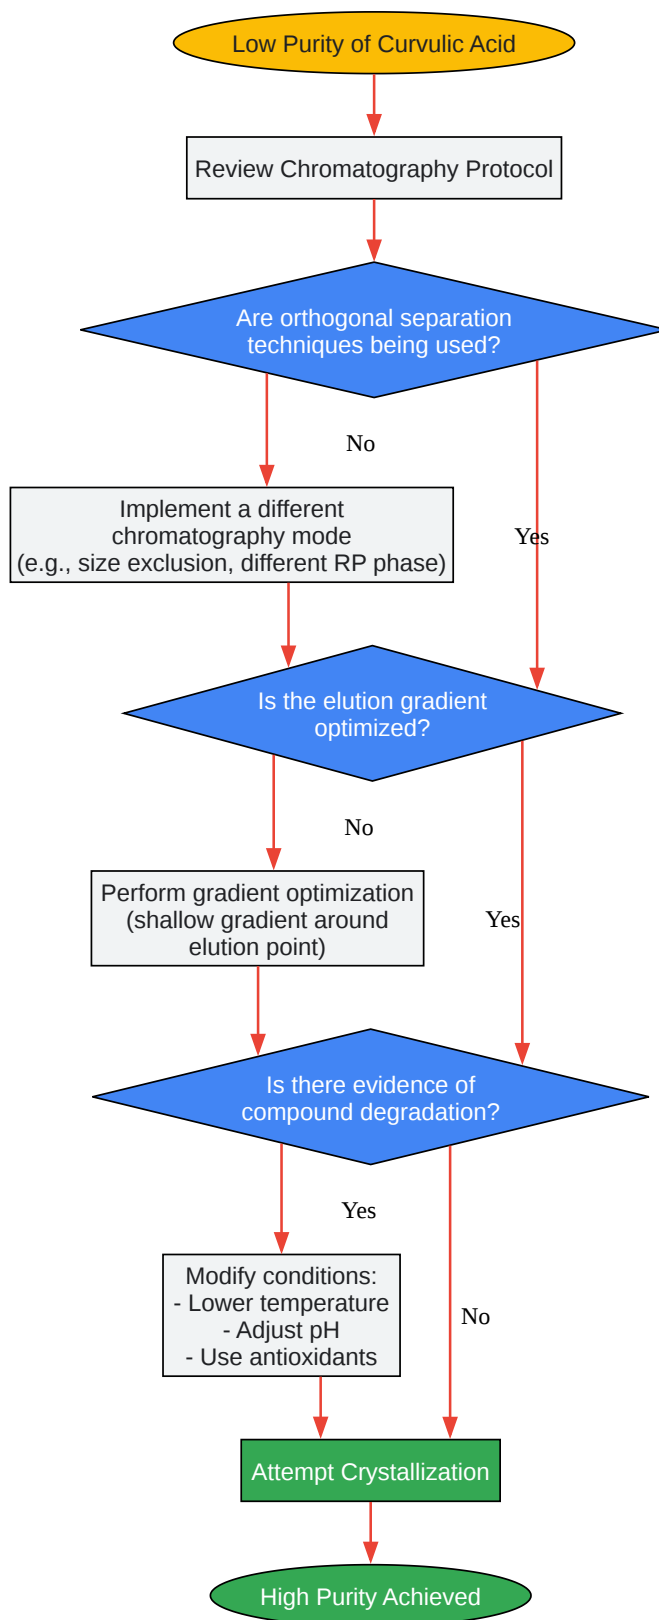 Low Purity of Curvulic Acid
Review Chromatography Protocol
Are orthogonal separation
techniques being used?
No
Yes
Implement a different
chromatography mode
(e.g., size exclusion, different RP phase)
Is the elution gradient
optimized?
No
Yes
Perform gradient optimization
(shallow gradient around
elution point)
Is there evidence of
compound degradation?
Yes
No
Modify conditions:
- Lower temperature
- Adjust pH
- Use antioxidants
Attempt Crystallization
High Purity Achieved